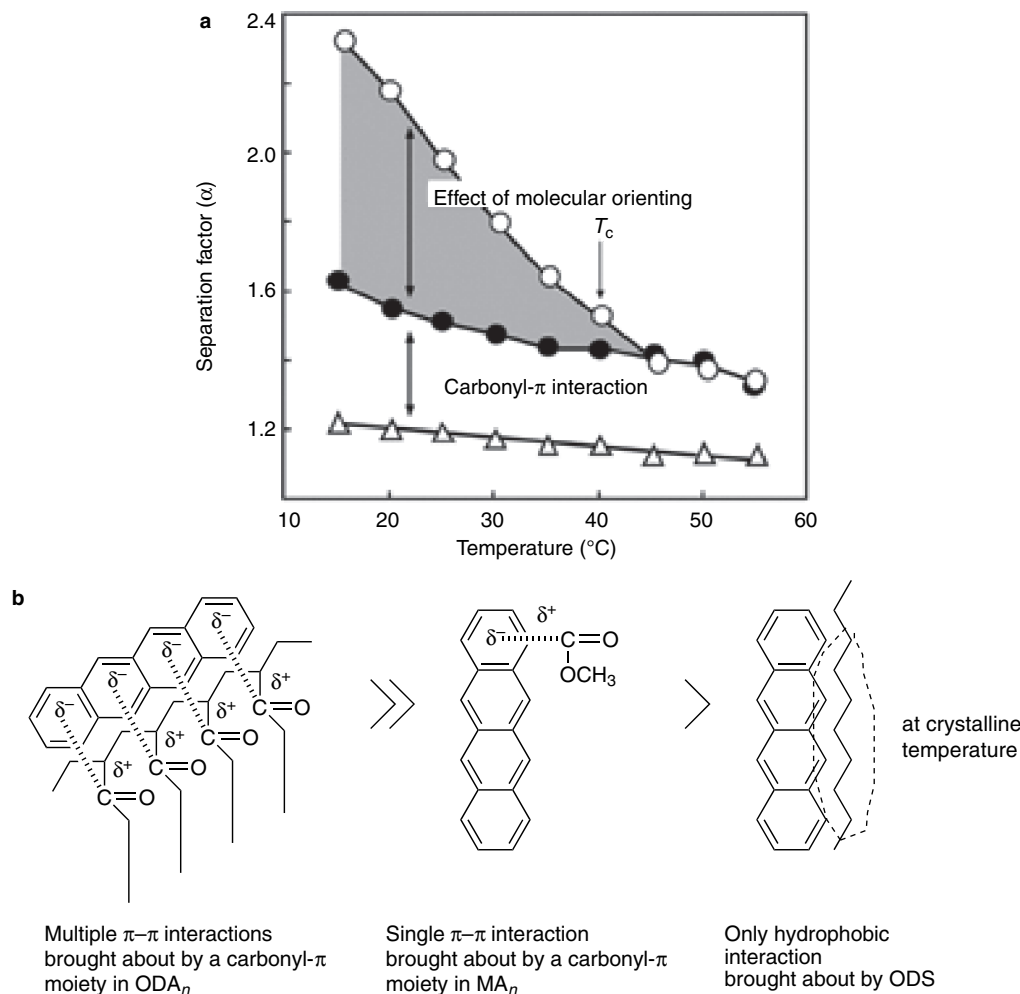 a
2.4
2.0
1.6
1.2
Separation factor (α)
Effect of molecular orienting
Tc
Carbonyl-π interaction
10 20 30 40 50 60
Temperature (°C)
b
δ−
δ−
δ−
δ−
δ+
δ+
δ+
δ+
C=O
C=O
C=O
C=O
δ+
δ−
C=O
OCH3
at crystalline
temperature
Multiple π–π interactions
brought about by a carbonyl-π
moiety in ODAn
Single π–π interaction
brought about by a carbonyl-π
moiety in MAn
Only hydrophobic
interaction
brought about by ODS